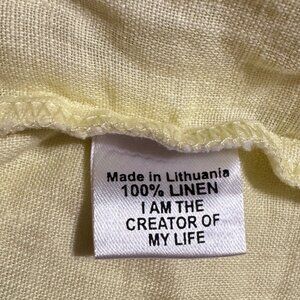 Made in Lithuania
100% LINEN
I AM THE
CREATOR OF
MY LIFE